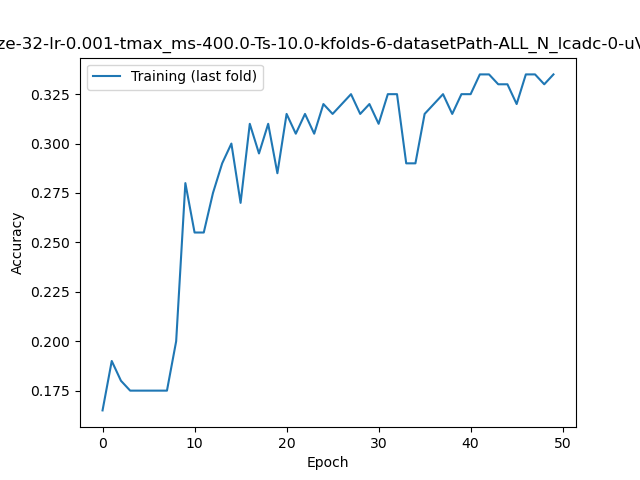 ze-32-lr-0.001-tmax_ms-400.0-Ts-10.0-kfolds-6-datasetPath-ALL_N_lcadc-0-uV
Training (last fold)
0.325
0.300
0.275
0.250
0.225
0.200
0.175
Accuracy
0 10 20 30 40 50
Epoch